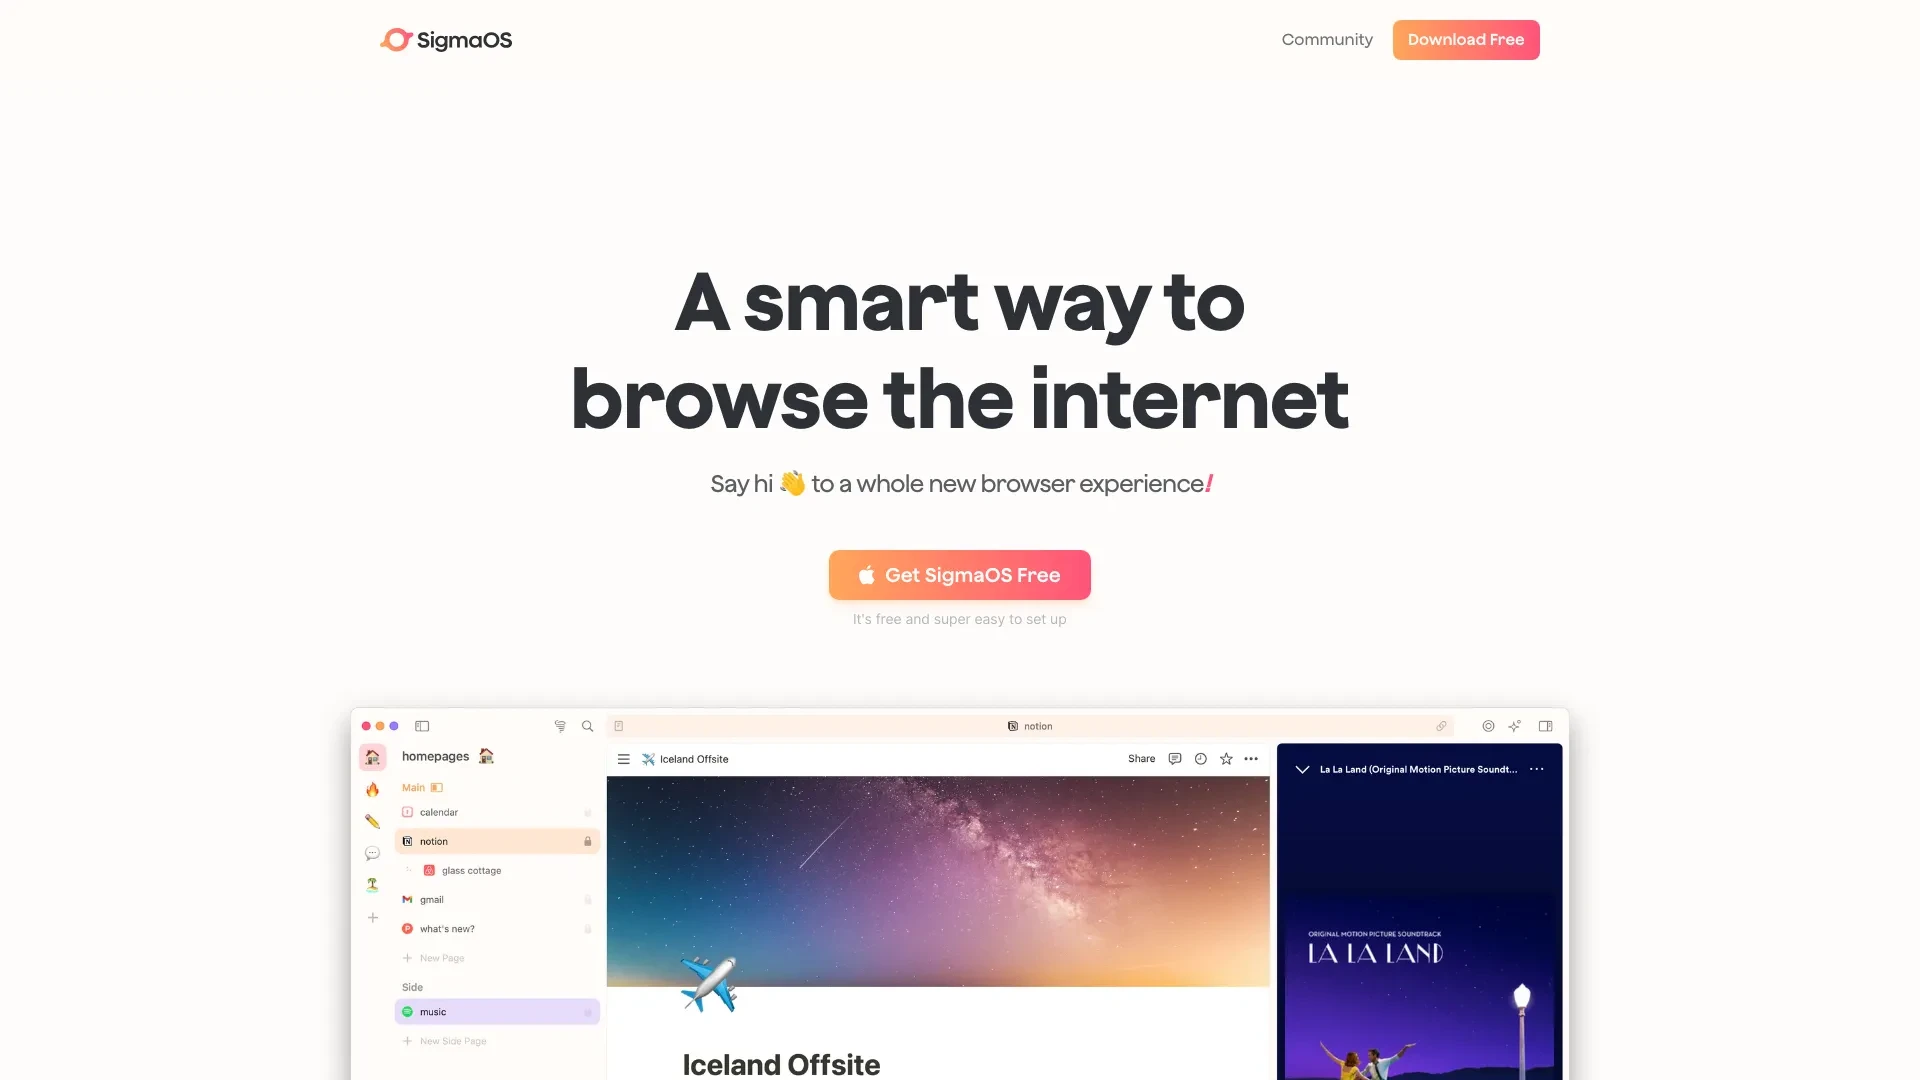 SigmaOS
Community
Download Free
A smart way to
browse the internet
Say hi 👋 to a whole new browser experience!
Get SigmaOS Free
It's free and super easy to set up
notion
homepages
Main
calendar
notion
glass cottage
gmail
what's new?
New Page
Side
music
New Side Page
Iceland Offsite
Share
Iceland Offsite
La La Land (Original Motion Picture Soundt...
ORIGINAL MOTION PICTURE SOUNDTRACK
LA LA LAND